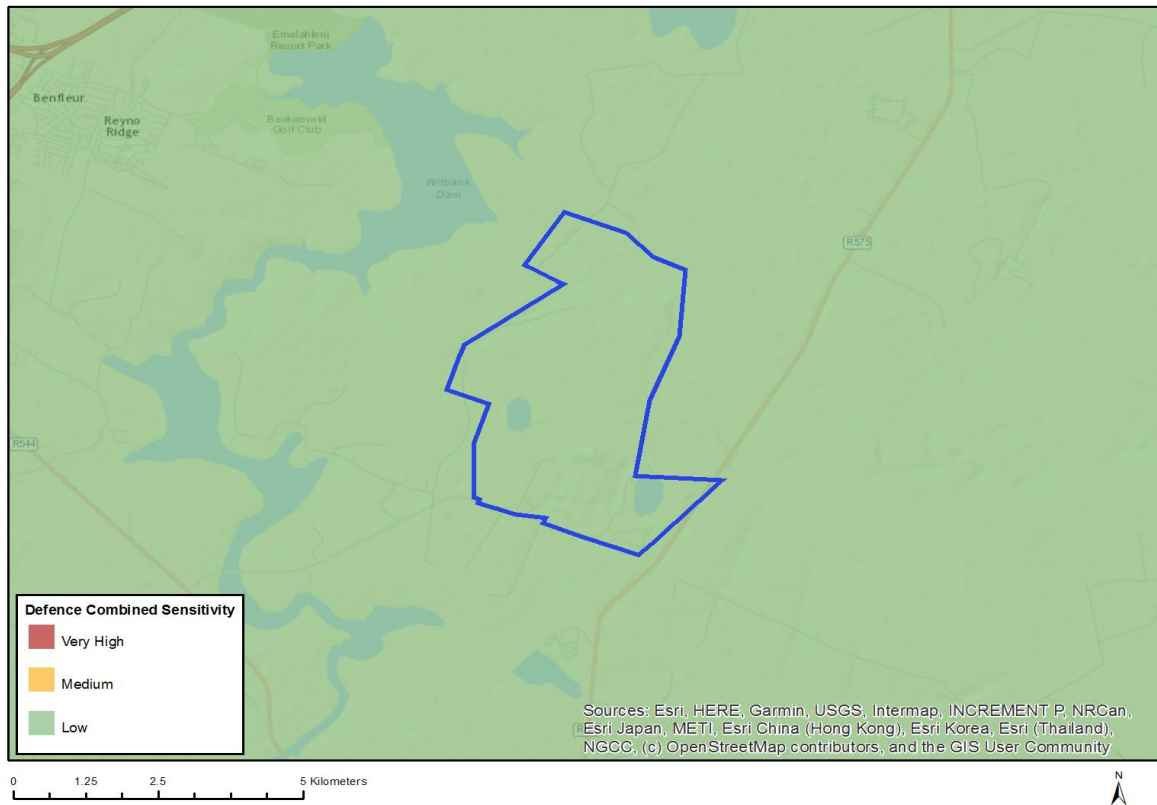 Emalahleni
Resort Park
Benfleur
Reyno
Ridge
Bankenveld
Golf Club
Witbank
Dam
R575
R544
Defence Combined Sensitivity
Very High
Medium
Low
Sources: Esri, HERE, Garmin, USGS, Intermap, INCREMENT P, NRCan,
Esri Japan, METI, Esri China (Hong Kong), Esri Korea, Esri (Thailand),
NGCC, (c) OpenStreetMap contributors, and the GIS User Community
0 1.25 2.5 5 Kilometers
N